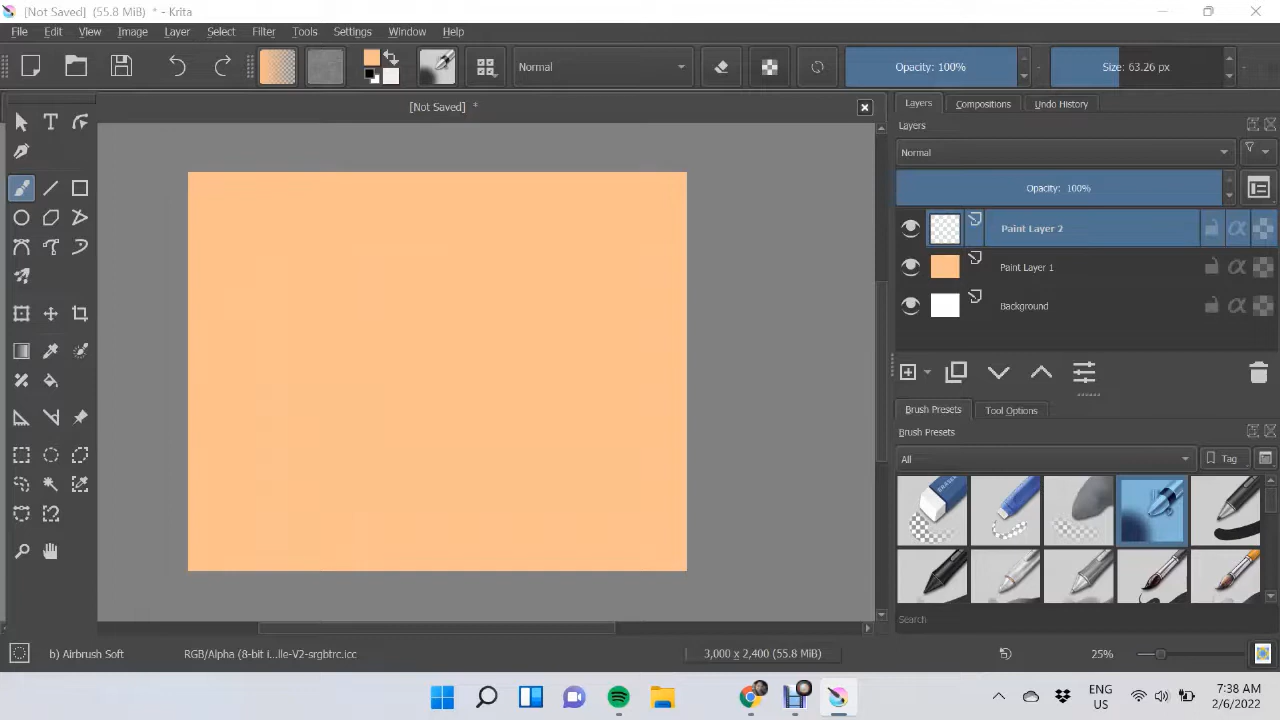 [Not Saved] (55.8 MiB) * - Krita
File Edit View Image Layer Select Filter Tools Settings Window Help
Normal
Opacity: 100%
Size: 63.26 px
[Not Saved] *
Layers Compositions Undo History
Layers
Normal
Opacity: 100%
Paint Layer 2
Paint Layer 1
Background
Brush Presets Tool Options
Brush Presets
All
Tag
Search
b) Airbrush Soft
RGB/Alpha (8-bit i...lle-V2-srgbtrc.icc
3,000 x 2,400 (55.8 MiB)
25%
ENG
US
7:38 AM
2/6/2022